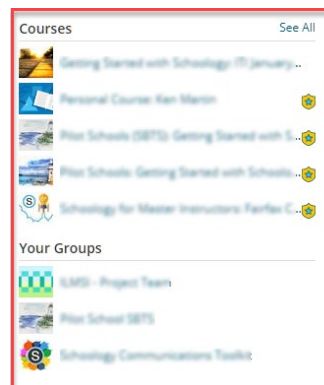 Courses See All
Getting Started with Schoology: ITI January...
Personal Course: Ken Martin
Pilot Schools (SBTS): Getting Started with S...
Pilot Schools: Getting Started with Schoolo...
Schoology for Master Instructors: Fairfax C...
Your Groups
- Project Team
Pilot School SBTS
Schoology Communications Toolkit